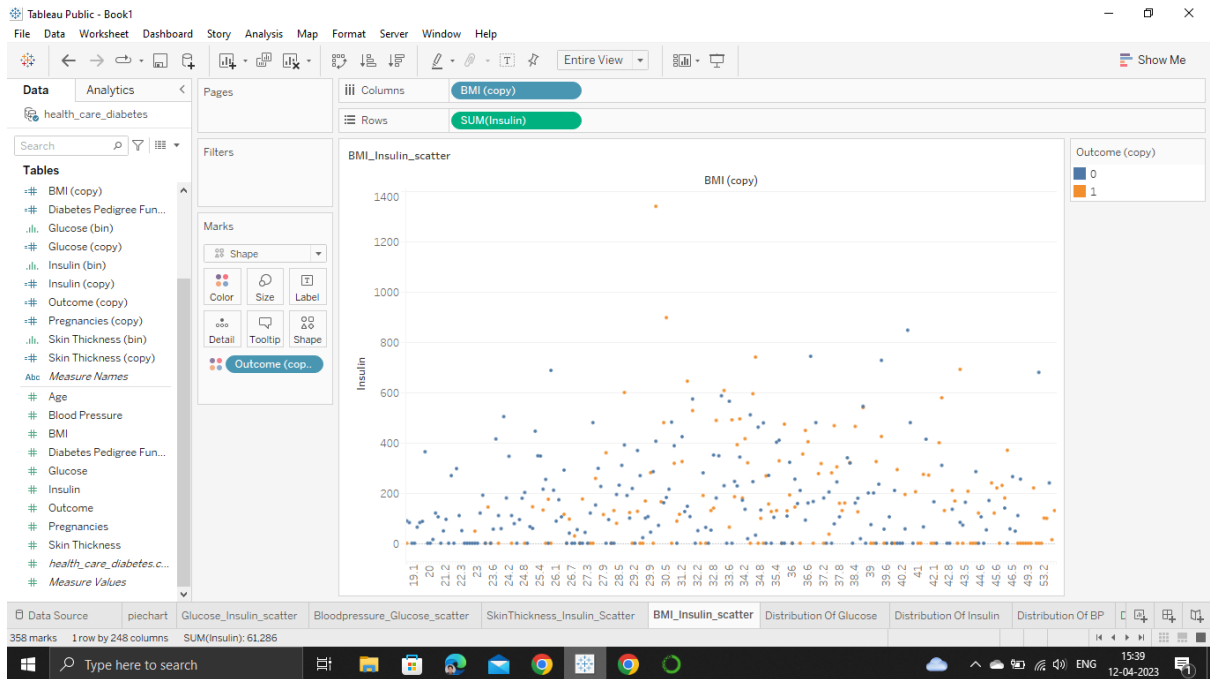 Tableau Public - Book1
File Data Worksheet Dashboard Story Analysis Map Format Server Window Help
Entire View
Show Me
Data Analytics
health_care_diabetes
Search
Tables
BMI (copy)
Diabetes Pedigree Fun...
Glucose (bin)
Glucose (copy)
Insulin (bin)
Insulin (copy)
Outcome (copy)
Pregnancies (copy)
Skin Thickness (bin)
Skin Thickness (copy)
Abc Measure Names
Age
Blood Pressure
BMI
Diabetes Pedigree Fun...
Glucose
Insulin
Outcome
Pregnancies
Skin Thickness
health_care_diabetes.c...
Measure Values
Pages
Filters
Marks
Shape
Color Size Label
Detail Tooltip Shape
Outcome (cop..
Columns BMI (copy)
Rows SUM(Insulin)
BMI_Insulin_scatter
BMI (copy)
Insulin
1400
1200
1000
800
600
400
200
0
19.1 20 21.2 22.3 23 23.6 24.2 24.8 25.4 26.1 26.7 27.3 27.9 28.5 29.2 29.9 30.5 31.2 32.2 32.8 33.6 34.2 34.8 35.4 36 36.6 37.2 37.8 38.4 39 39.6 40.2 41 42.1 42.8 43.5 44.6 45.6 46.5 49.3 53.2
Outcome (copy)
0
1
Data Source piechart Glucose_Insulin_scatter Bloodpressure_Glucose_scatter SkinThickness_Insulin_Scatter BMI_Insulin_scatter Distribution Of Glucose Distribution Of Insulin Distribution Of BP
358 marks 1 row by 248 columns SUM(Insulin): 61,286
Type here to search
ENG
15:39
12-04-2023
1